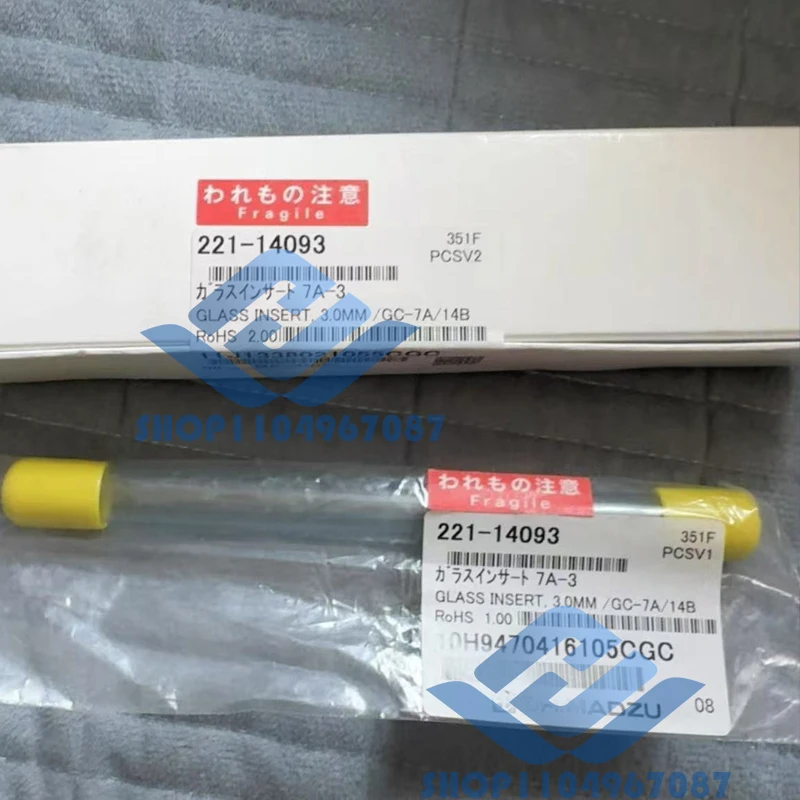 われもの注意
Fragile
221-14093
351F
PCSV2
ガラスインサート 7A-3
GLASS INSERT, 3.0MM /GC-7A/14B
RoHS 2.00
SHOP1104967087
われもの注意
Fragile
221-14093
351F
PCSV1
ガラスインサート 7A-3
GLASS INSERT, 3.0MM /GC-7A/14B
RoHS 1.00
10H9470416105CGC
SHIMADZU
08
SHOP1104967087